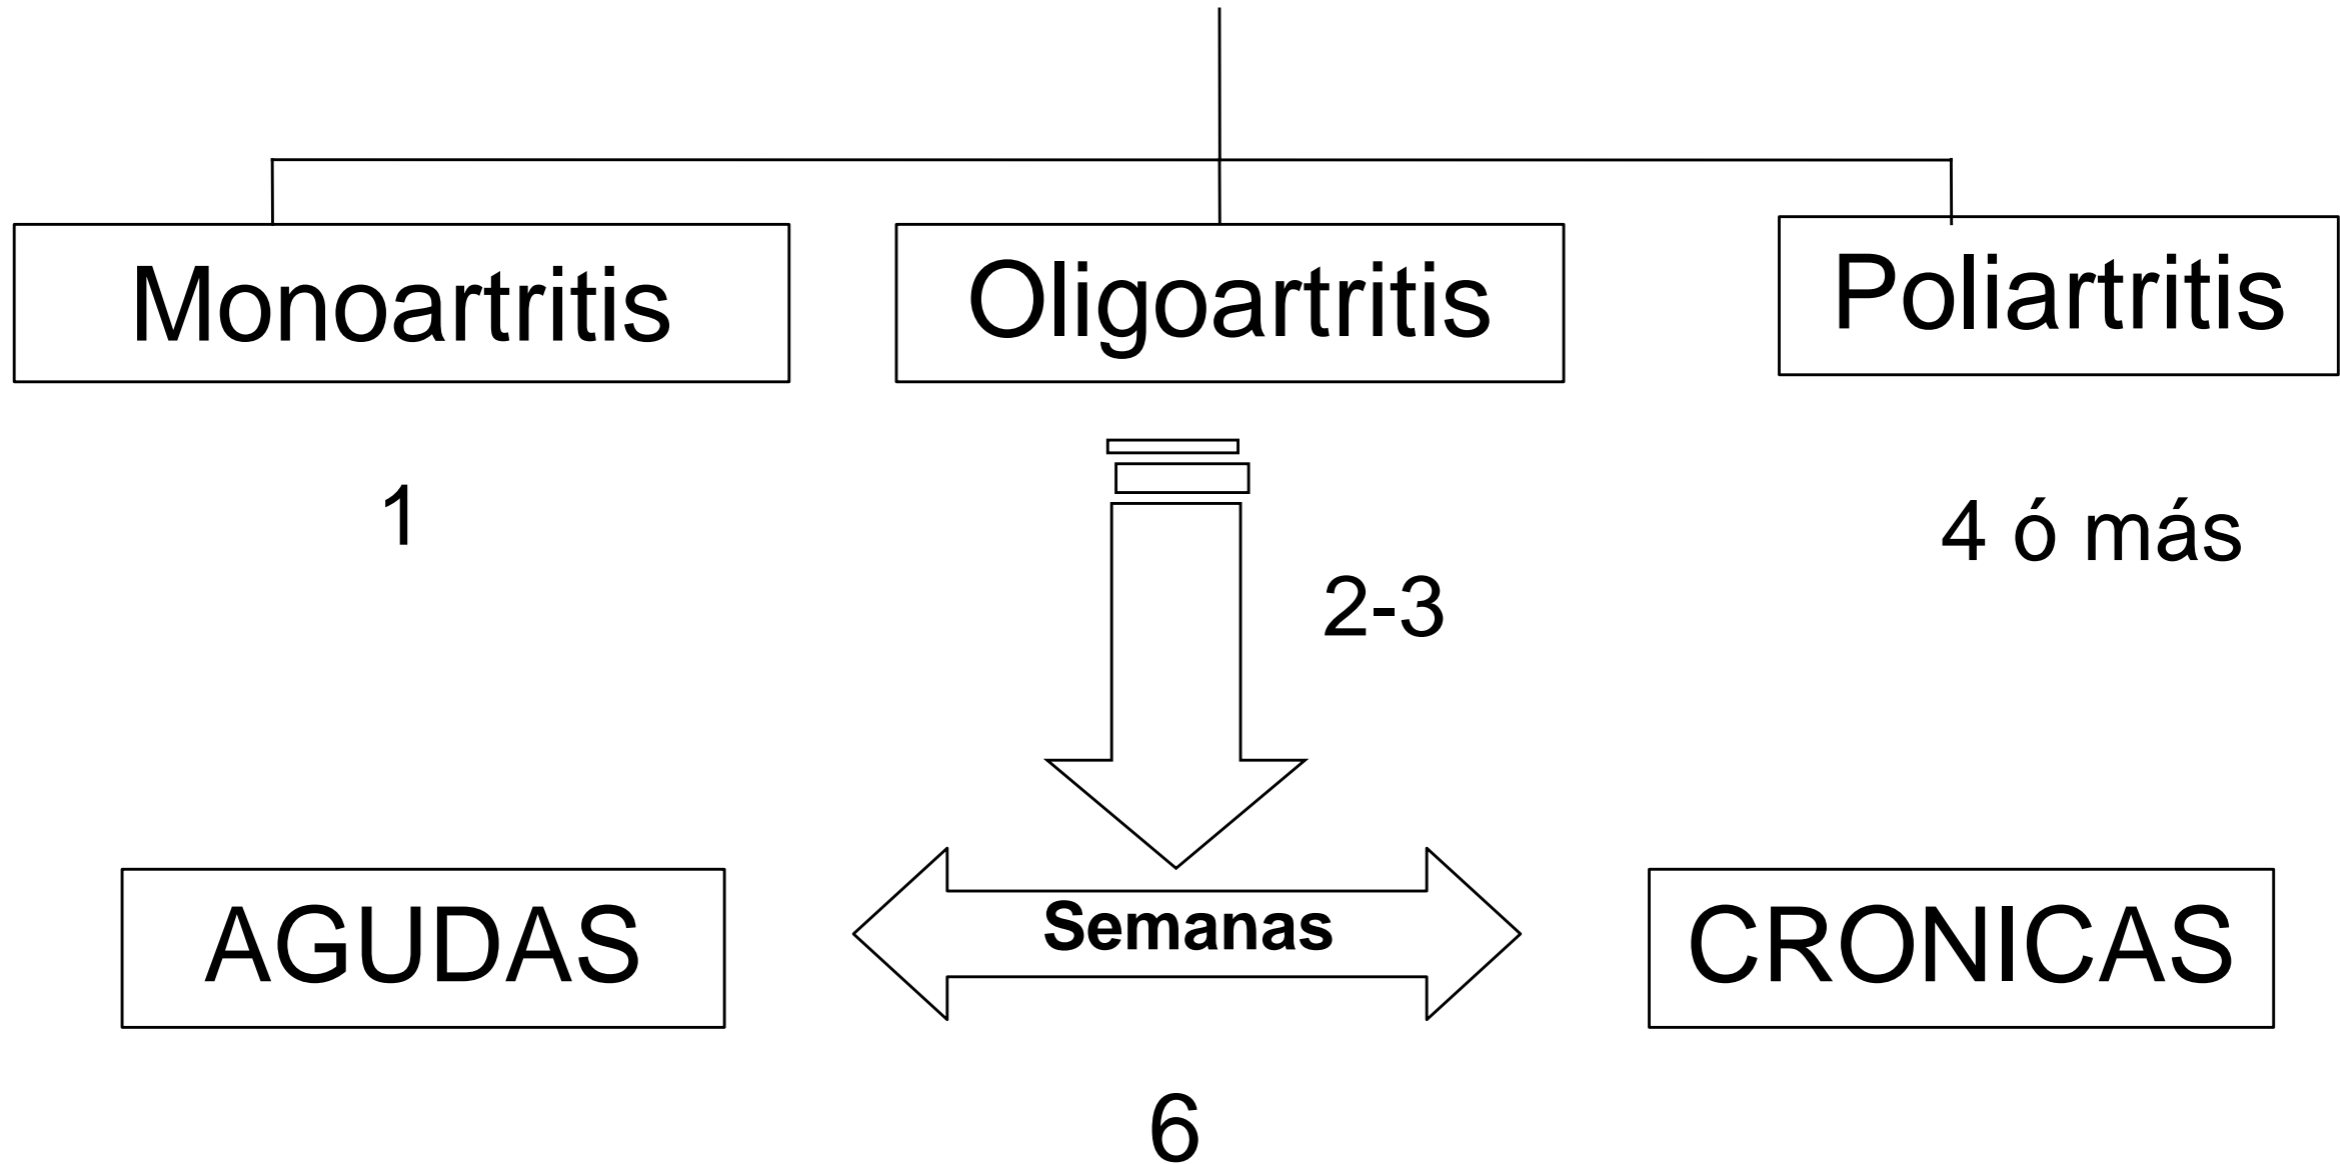 Monoartritis
Oligoartritis
Poliartritis
1
4 ó más
2-3
AGUDAS
Semanas
CRONICAS
6